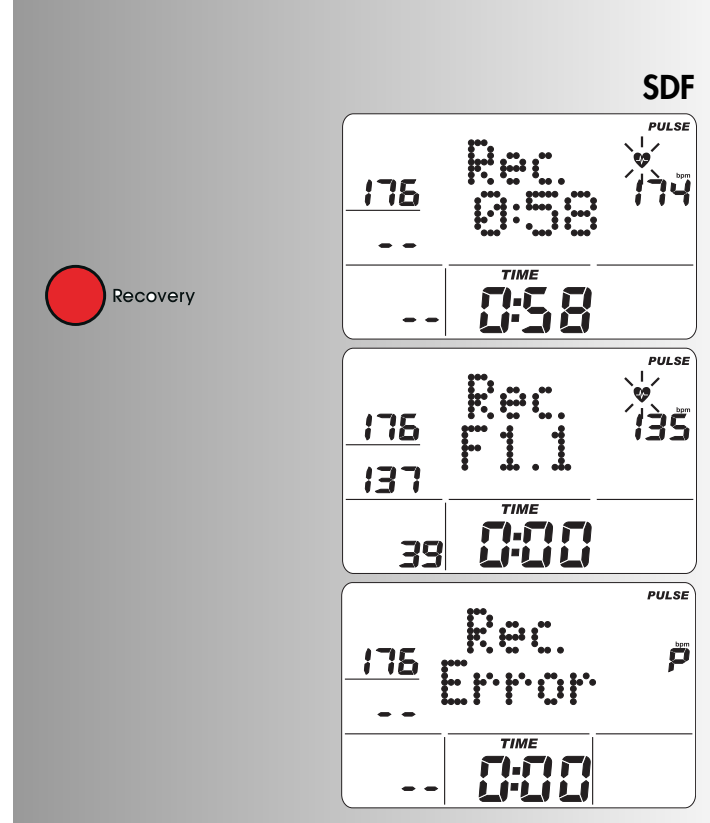 SDF
PULSE
Rec.
bpm
176 0:58 174
- -
TIME
- - 0:58
Recovery
PULSE
Rec.
bpm
176 F1.1 135
137
TIME
39 0:00
PULSE
Rec.
bpm
176 Error P
- -
TIME
- - 0:00